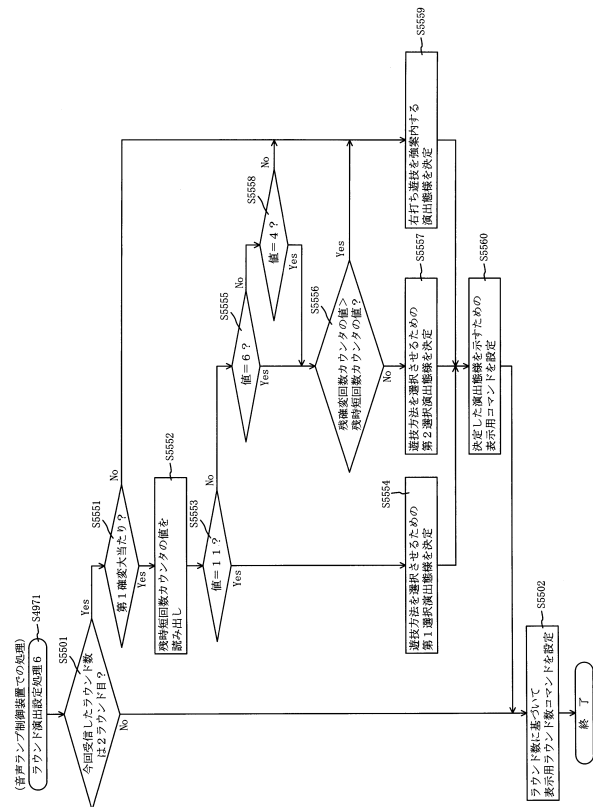 (音声ランプ制御装置での処理)
ラウンド演出設定処理6
S4971
S5501
今回受信したラウンド数
は2ラウンド目?
Yes
No
S5551
第1確変大当たり?
No
Yes
S5552
残時短回数カウンタの値を
読み出し
S5553
値=11?
No
Yes
S5554
遊技方法を選択させるための
第1選択演出態様を決定
S5555
値=6?
No
Yes
S5558
値=4?
No
Yes
S5556
残確変回数カウンタの値>
残時短回数カウンタの値?
Yes
No
S5557
遊技方法を選択させるための
第2選択演出態様を決定
S5559
右打ち遊技を強案内する
演出態様を決定
S5560
決定した演出態様を示すための
表示用コマンドを設定
S5502
ラウンド数に基づいて
表示用ラウンド数コマンドを設定
終了